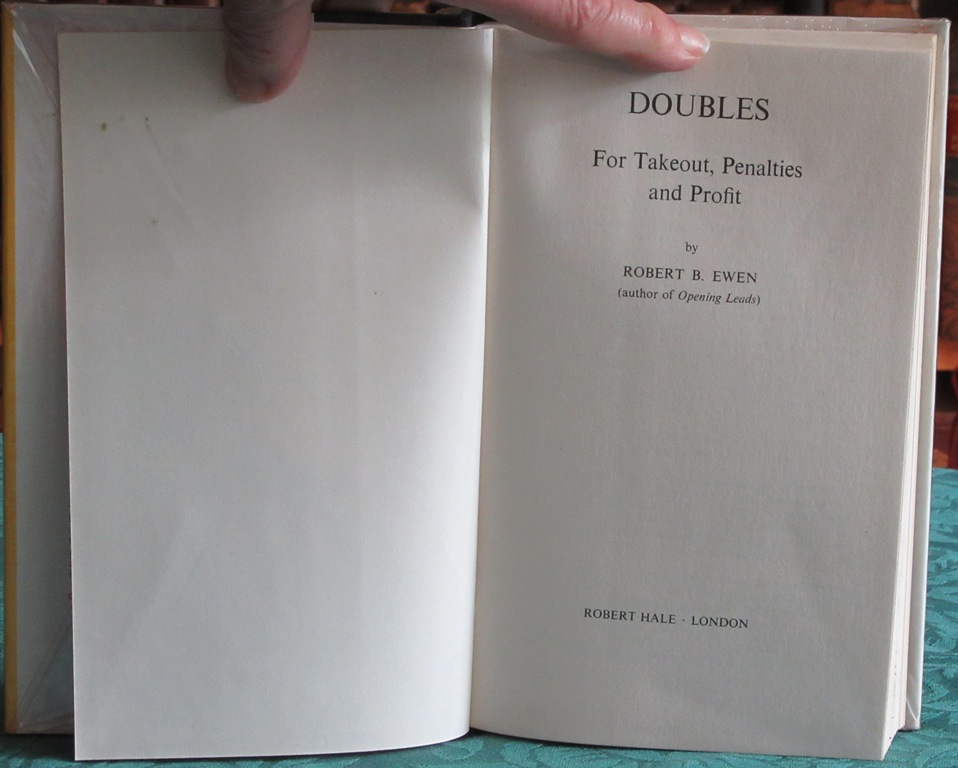 DOUBLES
For Takeout, Penalties
and Profit
by
ROBERT B. EWEN
(author of Opening Leads)
ROBERT HALE · LONDON